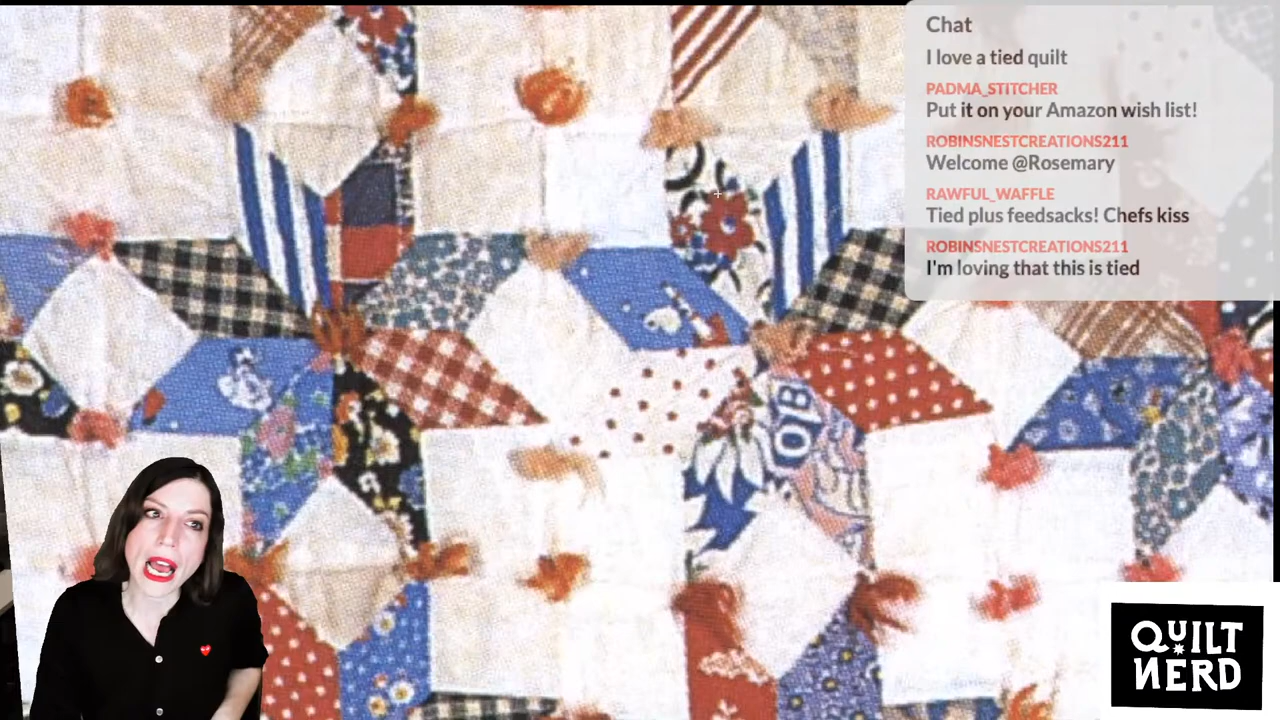 Chat
I love a tied quilt
PADMA_STITCHER
Put it on your Amazon wish list!
ROBINSNESTCREATIONS211
Welcome @Rosemary
RAWFUL_WAFFLE
Tied plus feedsacks! Chefs kiss
ROBINSNESTCREATIONS211
I'm loving that this is tied
QUILT
NERD